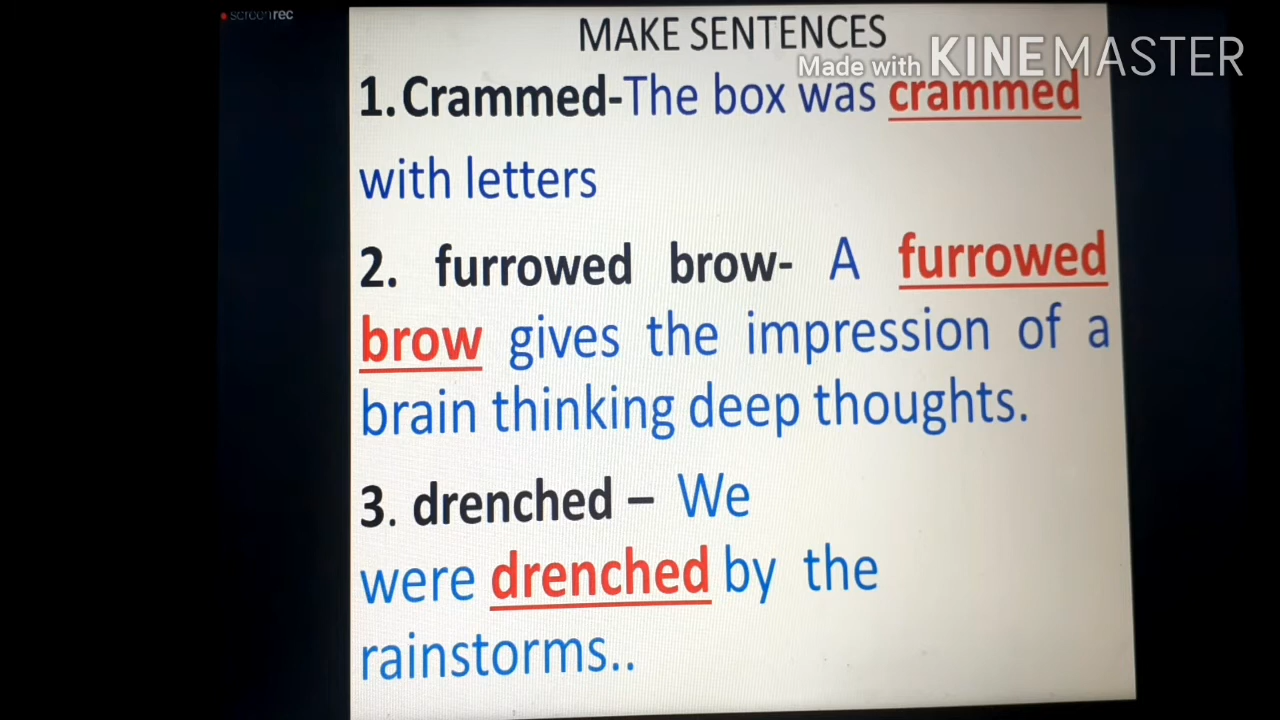 screenrec
MAKE SENTENCES
Made with KINEMASTER
1.Crammed-The box was crammed
with letters
2. furrowed brow- A furrowed
brow gives the impression of a
brain thinking deep thoughts.
3. drenched – We
were drenched by the
rainstorms..